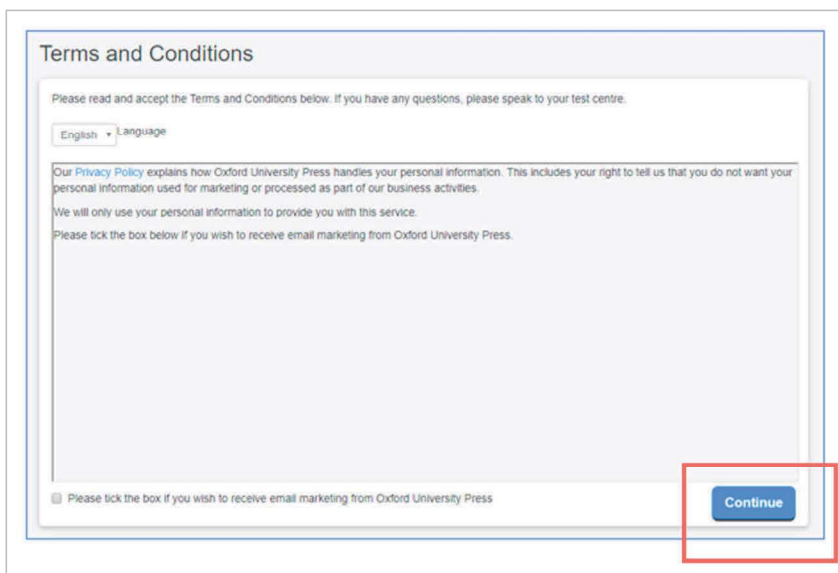 Terms and Conditions
Please read and accept the Terms and Conditions below. If you have any questions, please speak to your test centre.
English
Language
Our Privacy Policy explains how Oxford University Press handles your personal information. This includes your right to tell us that you do not want your
personal information used for marketing or processed as part of our business activities.
We will only use your personal information to provide you with this service.
Please tick the box below if you wish to receive email marketing from Oxford University Press.
Please tick the box if you wish to receive email marketing from Oxford University Press
Continue